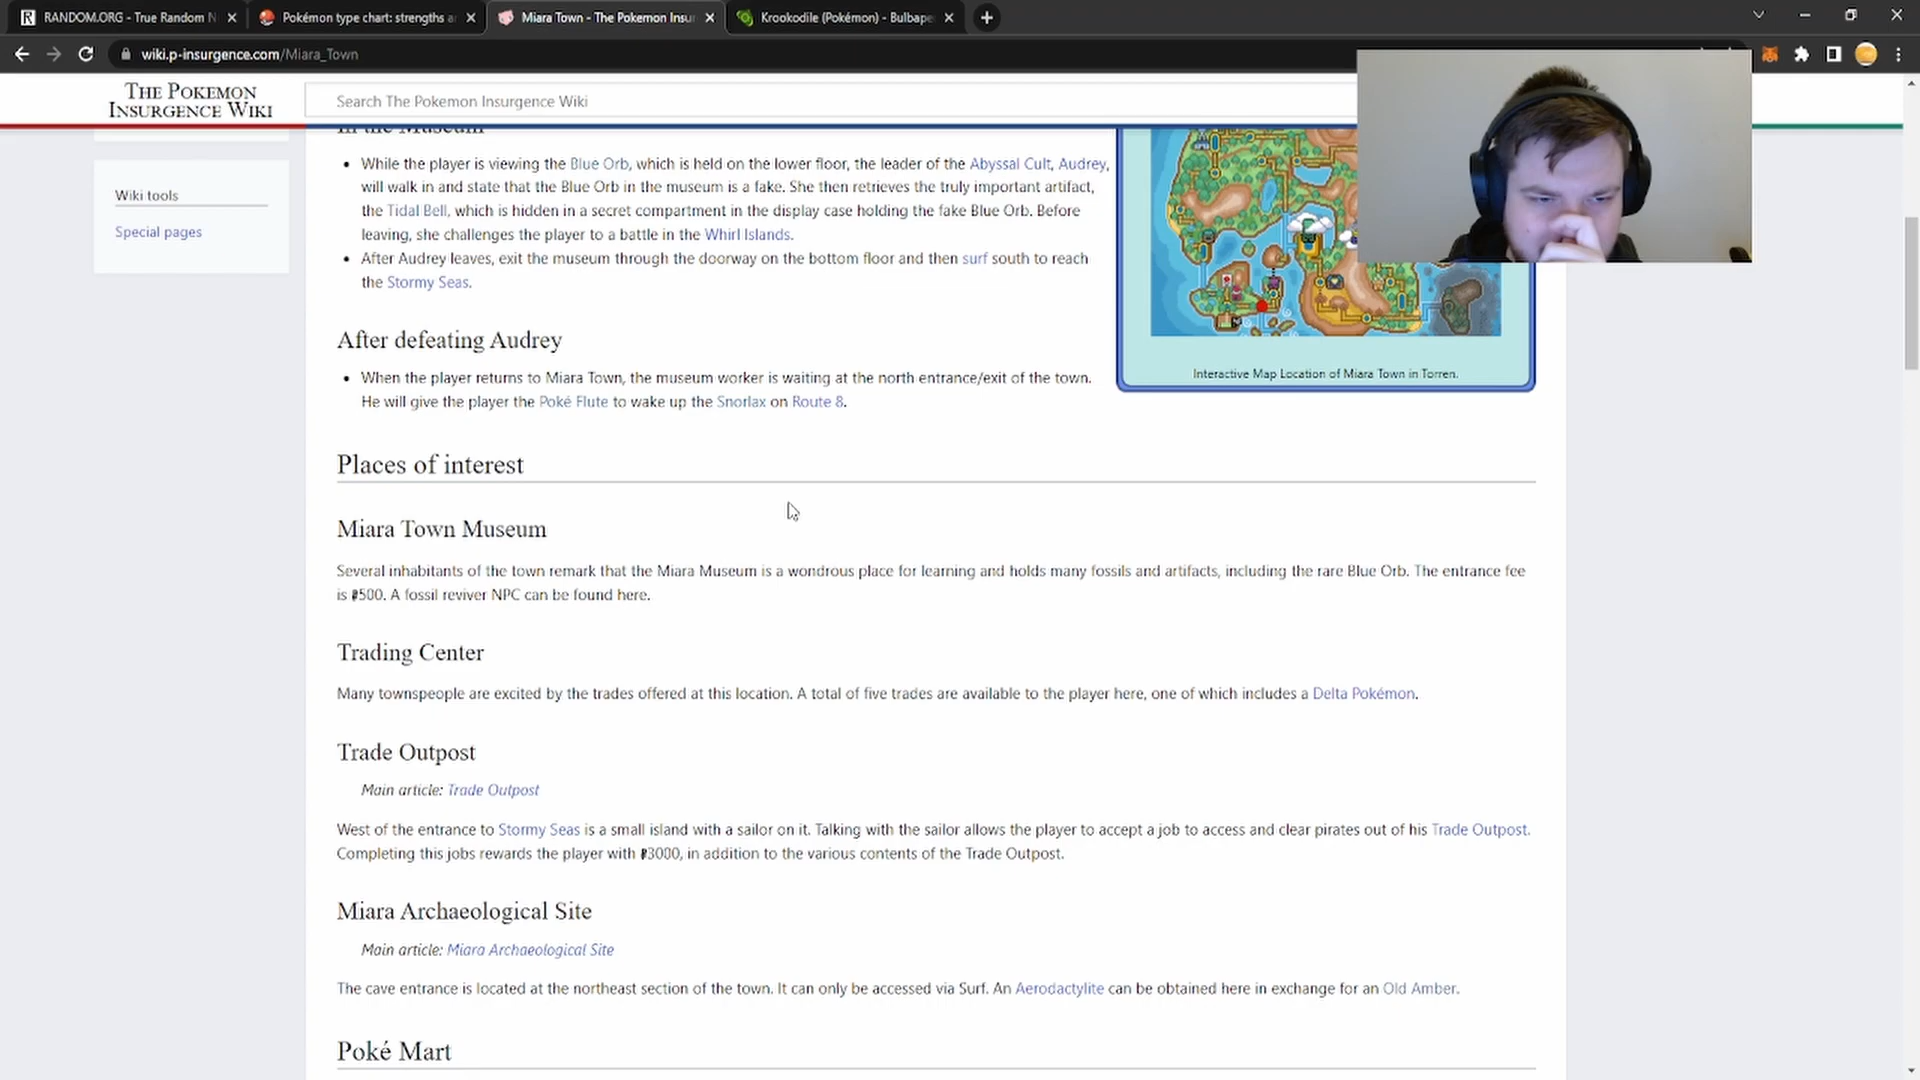 RANDOM.ORG - True Random N
Pokémon type chart: strengths a
Miara Town - The Pokemon Insur
Krookodile (Pokémon) - Bulbape
wiki.p-insurgence.com/Miara_Town
THE POKEMON
INSURGENCE WIKI
Search The Pokemon Insurgence Wiki
Wiki tools
Special pages
In the Museum
While the player is viewing the Blue Orb, which is held on the lower floor, the leader of the Abyssal Cult, Audrey,
will walk in and state that the Blue Orb in the museum is a fake. She then retrieves the truly important artifact,
the Tidal Bell, which is hidden in a secret compartment in the display case holding the fake Blue Orb. Before
leaving, she challenges the player to a battle in the Whirl Islands.
After Audrey leaves, exit the museum through the doorway on the bottom floor and then surf south to reach
the Stormy Seas.
Interactive Map Location of Miara Town in Torren.
After defeating Audrey
When the player returns to Miara Town, the museum worker is waiting at the north entrance/exit of the town.
He will give the player the Poké Flute to wake up the Snorlax on Route 8.
Places of interest
Miara Town Museum
Several inhabitants of the town remark that the Miara Museum is a wondrous place for learning and holds many fossils and artifacts, including the rare Blue Orb. The entrance fee
is ₽500. A fossil reviver NPC can be found here.
Trading Center
Many townspeople are excited by the trades offered at this location. A total of five trades are available to the player here, one of which includes a Delta Pokémon.
Trade Outpost
Main article: Trade Outpost
West of the entrance to Stormy Seas is a small island with a sailor on it. Talking with the sailor allows the player to accept a job to access and clear pirates out of his Trade Outpost.
Completing this jobs rewards the player with ₽3000, in addition to the various contents of the Trade Outpost.
Miara Archaeological Site
Main article: Miara Archaeological Site
The cave entrance is located at the northeast section of the town. It can only be accessed via Surf. An Aerodactylite can be obtained here in exchange for an Old Amber.
Poké Mart